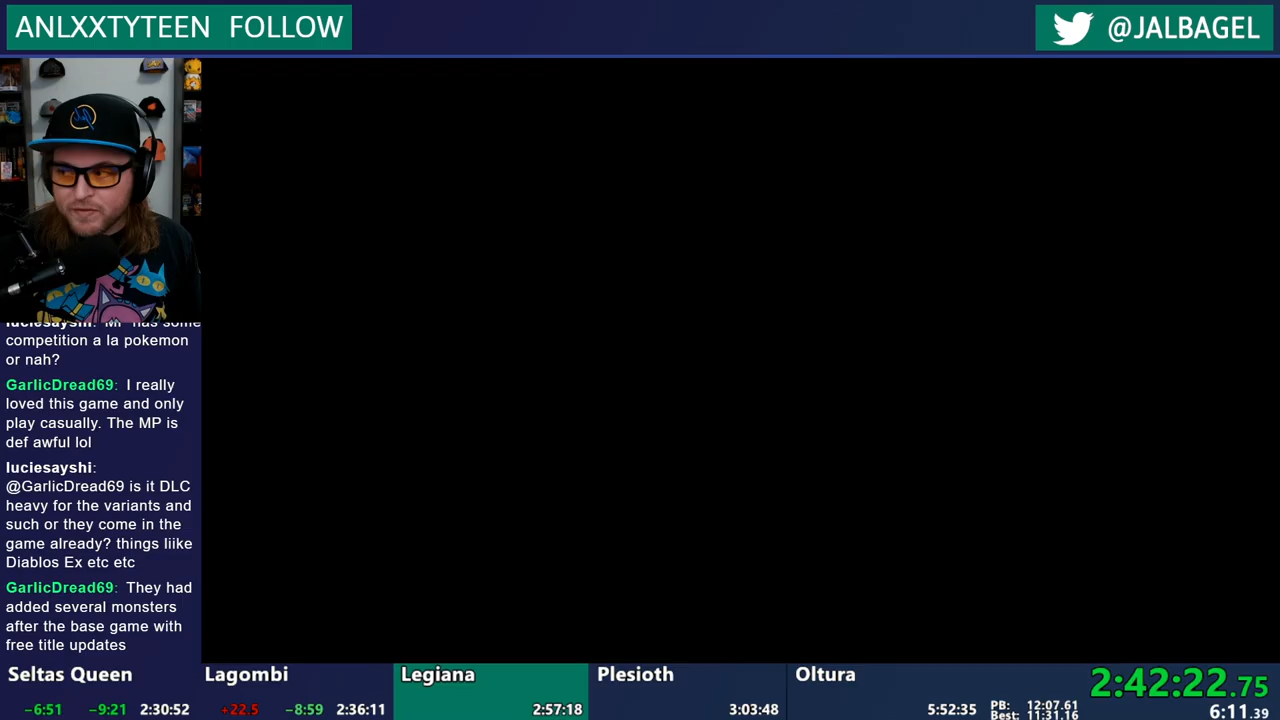 ANLXXTYTEEN FOLLOW
@JALBAGEL
luciesayshi: MP has some
competition a la pokemon
or nah?
GarlicDread69: I really
loved this game and only
play casually. The MP is
def awful lol
luciesayshi:
@GarlicDread69 is it DLC
heavy for the variants and
such or they come in the
game already? things liike
Diablos Ex etc etc
GarlicDread69: They had
added several monsters
after the base game with
free title updates
Seltas Queen
-6:51 -9:21 2:30:52
Lagombi
+22.5 -8:59 2:36:11
Legiana
2:57:18
Plesioth
3:03:48
Oltura
5:52:35
2:42:22.75
PB: 12:07.61
Best: 11:31.16
6:11.39